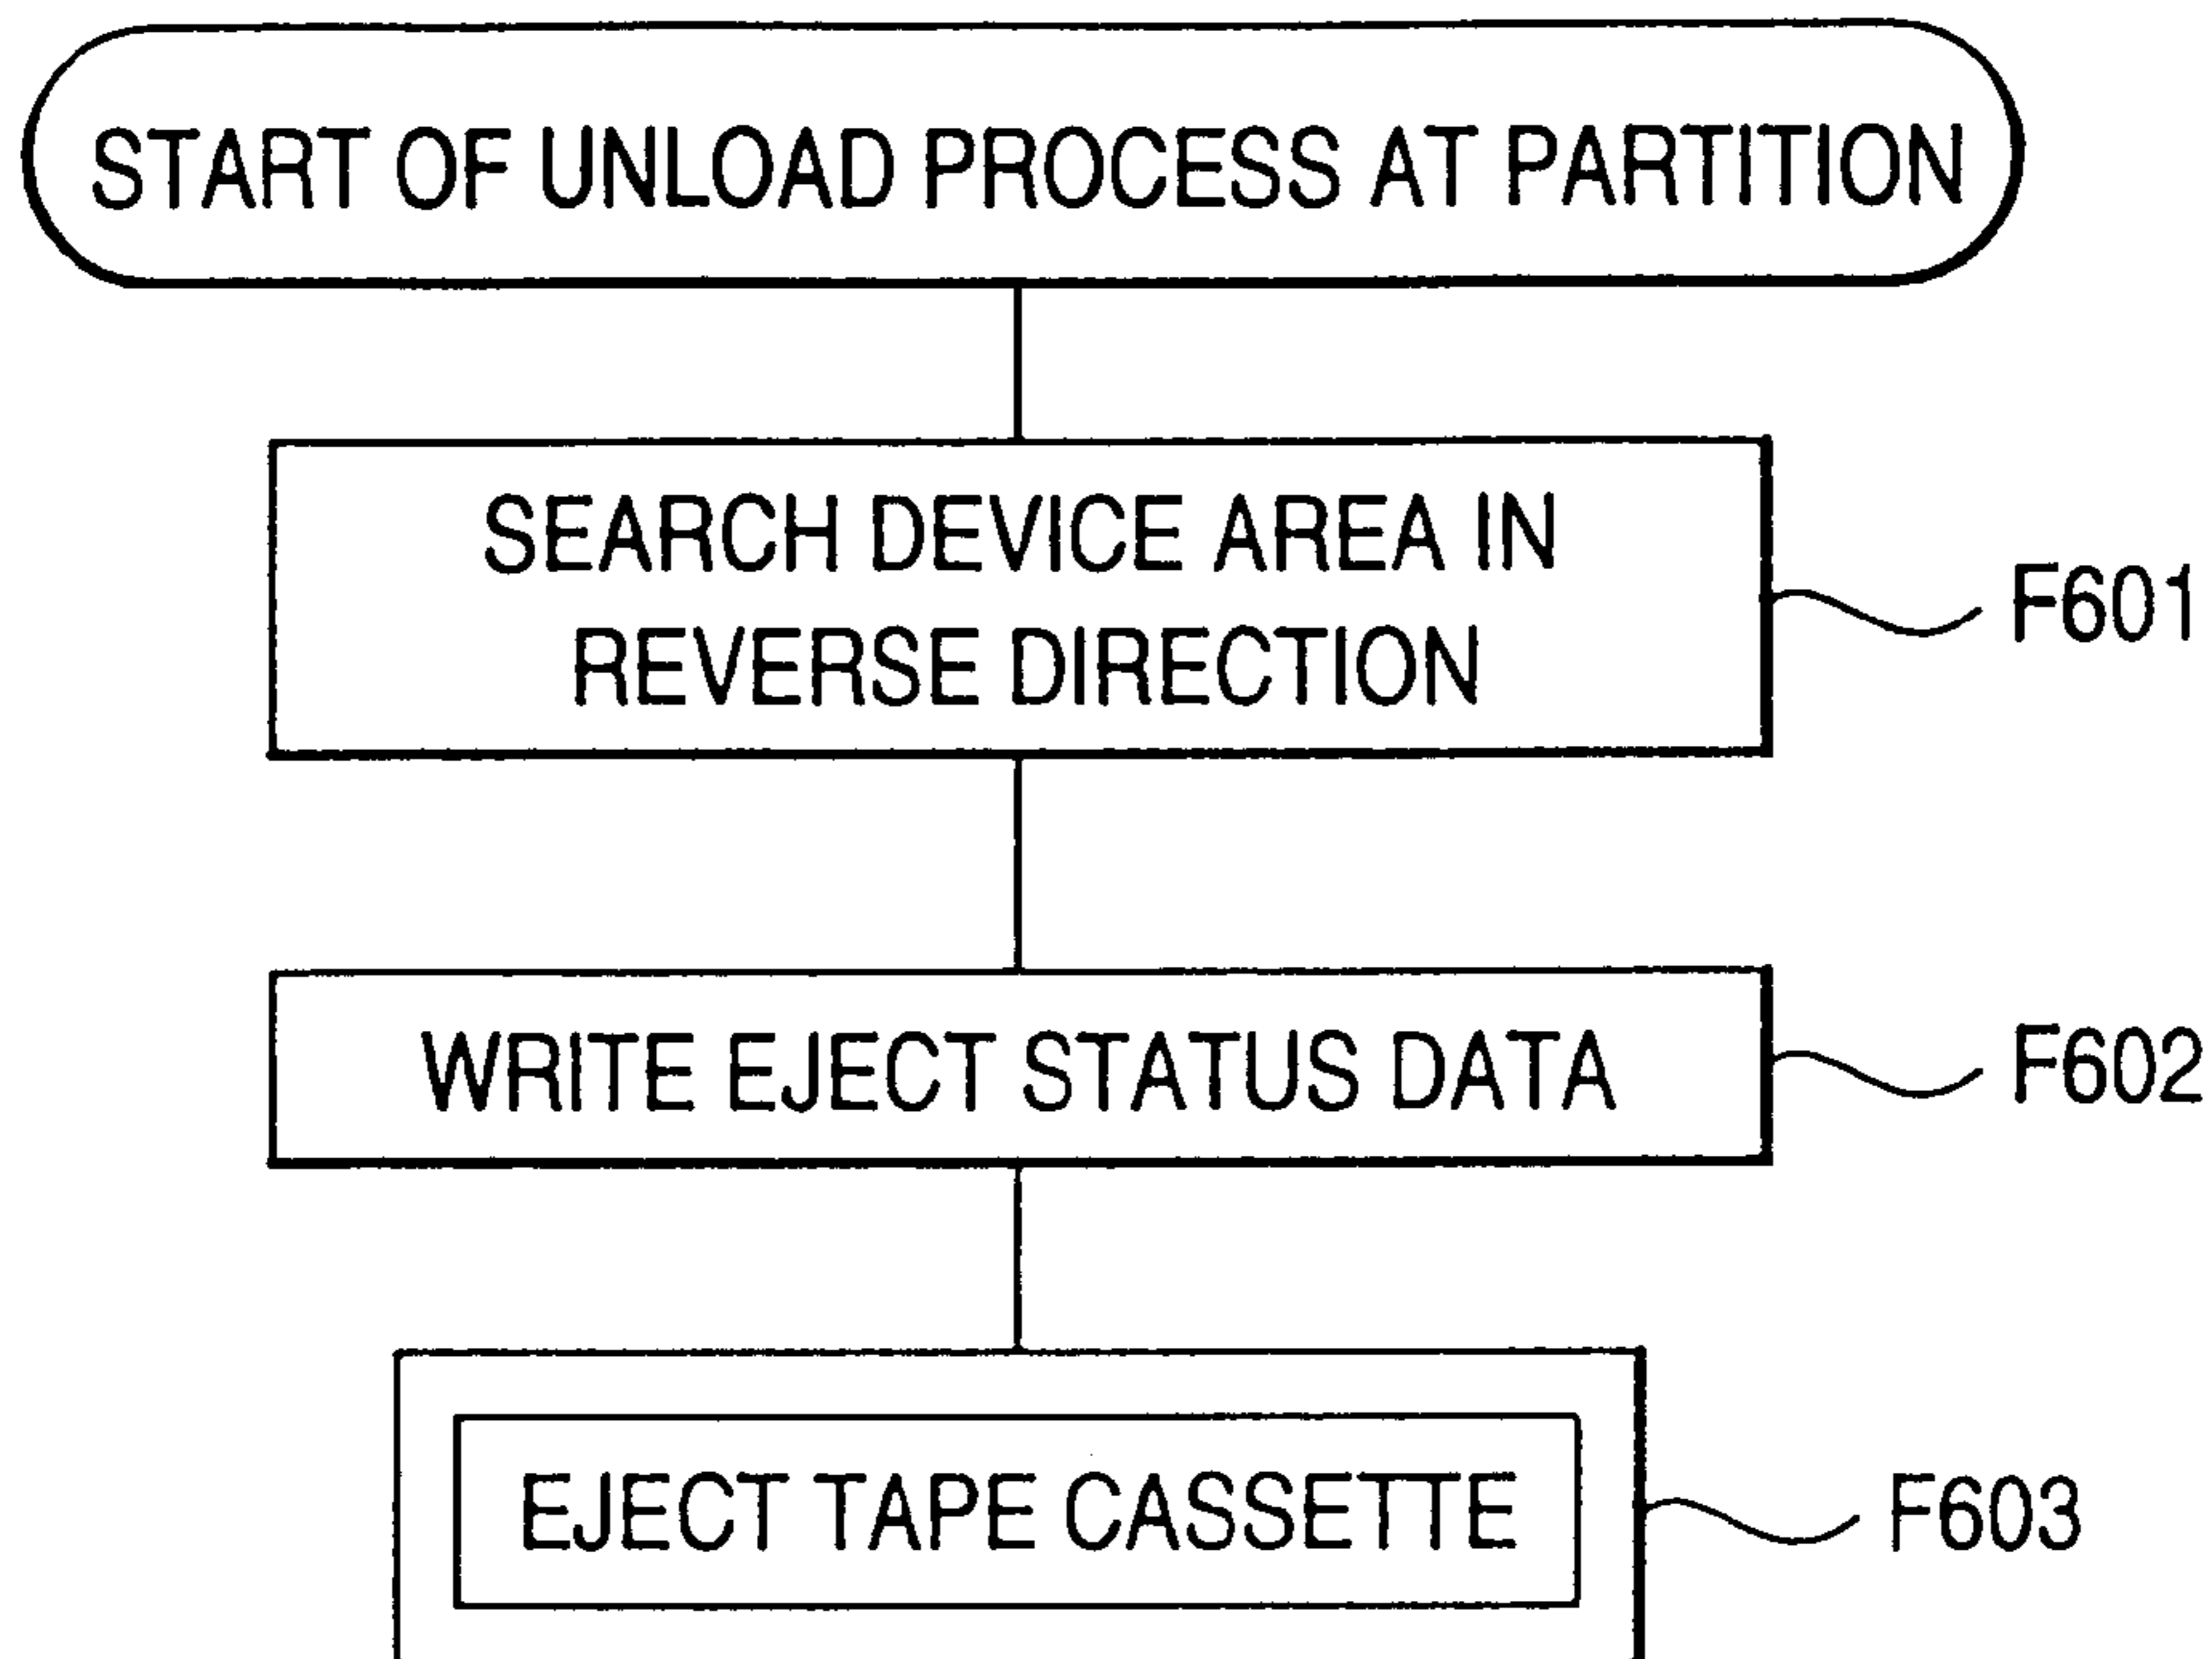 START OF UNLOAD PROCESS AT PARTITION
SEARCH DEVICE AREA IN
REVERSE DIRECTION
F601
WRITE EJECT STATUS DATA
F602
EJECT TAPE CASSETTE
F603